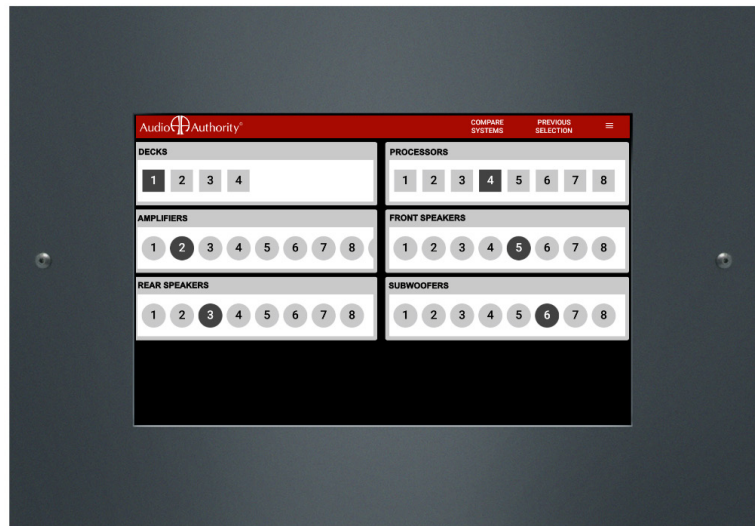 Audio Authority®
COMPARE SYSTEMS
PREVIOUS SELECTION
DECKS
1 2 3 4
PROCESSORS
1 2 3 4 5 6 7 8
AMPLIFIERS
1 2 3 4 5 6 7 8
FRONT SPEAKERS
1 2 3 4 5 6 7 8
REAR SPEAKERS
1 2 3 4 5 6 7 8
SUBWOOFERS
1 2 3 4 5 6 7 8